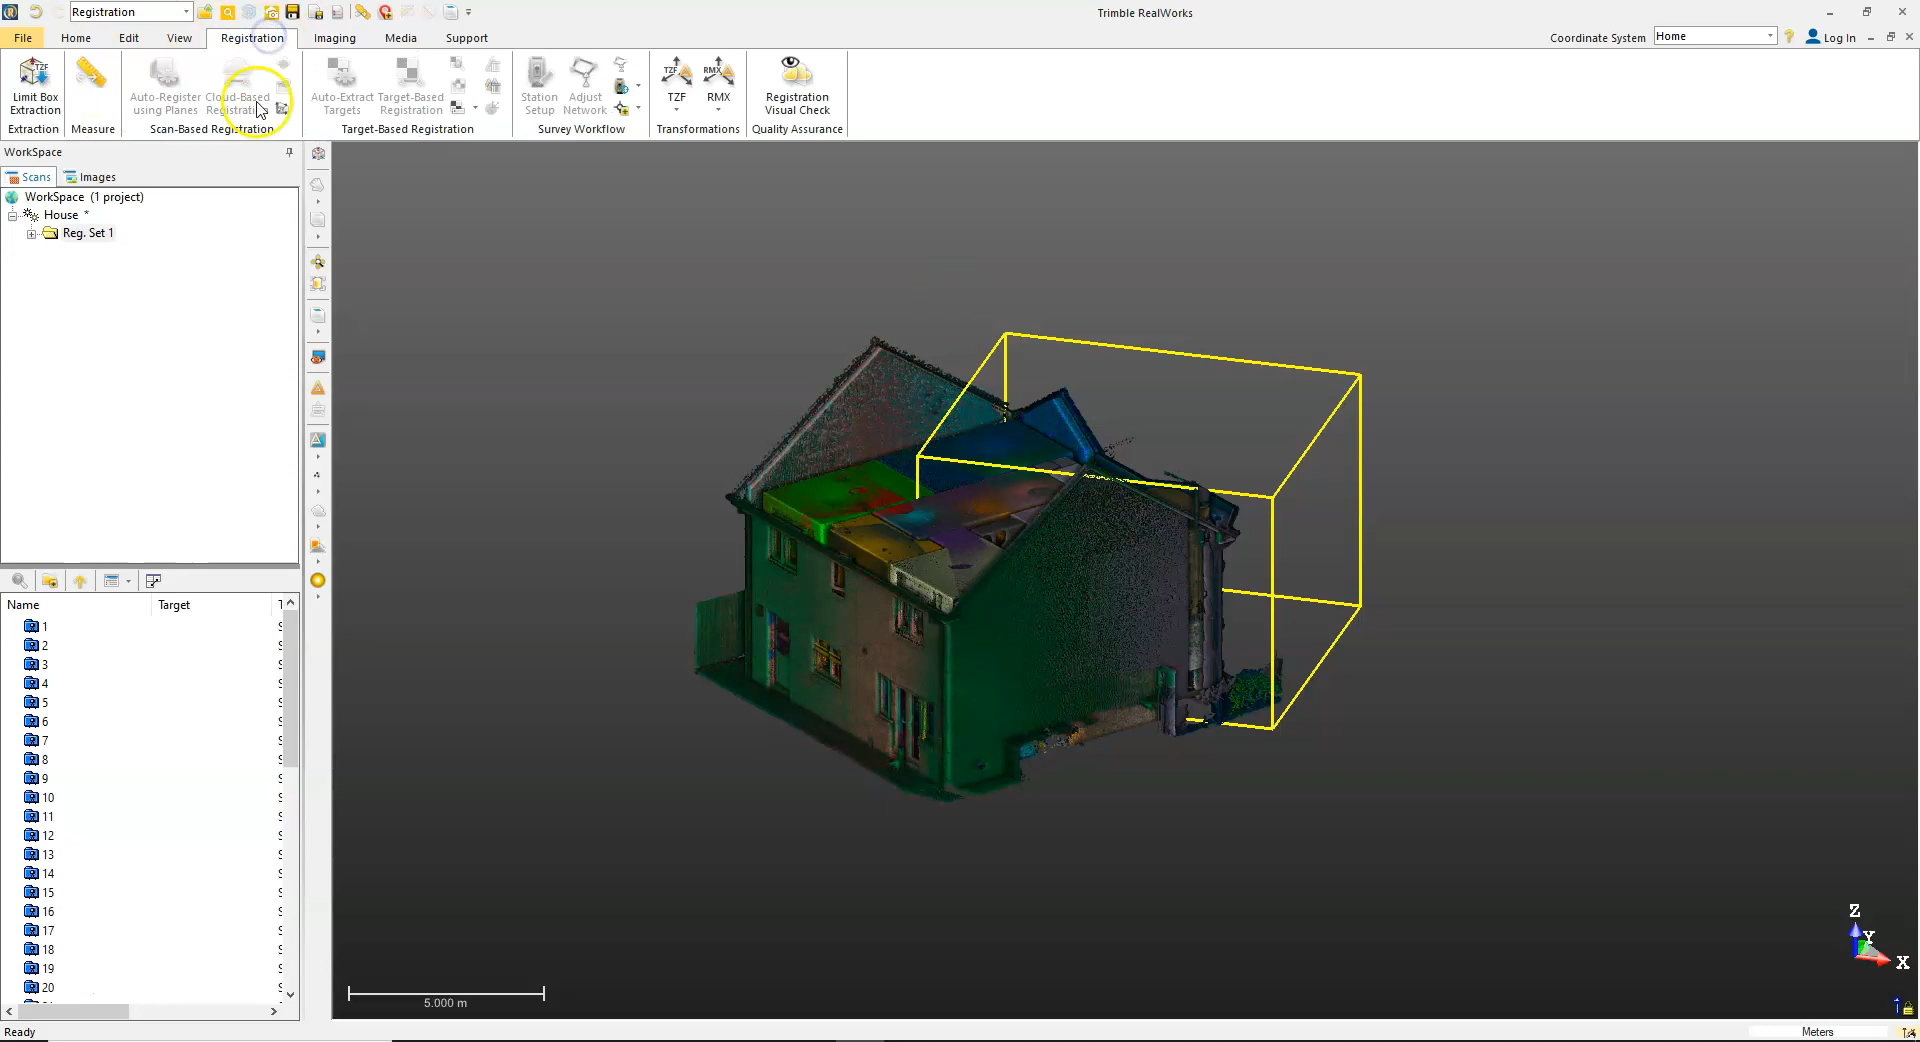 Registration
Trimble RealWorks
File Home Edit View Registration Imaging Media Support
Coordinate System Home Log In
Limit Box Extraction
Auto-Register using Planes
Cloud-Based Registration
Auto-Extract Targets
Target-Based Registration
Station Setup
Adjust Network
TZF
TZF
RMX
RMX
Registration Visual Check
Extraction Measure Scan-Based Registration Target-Based Registration Survey Workflow Transformations Quality Assurance
WorkSpace
Scans Images
WorkSpace (1 project)
House *
Reg. Set 1
Name Target
1
2
3
4
5
6
7
8
9
10
11
12
13
14
15
16
17
18
19
20
5.000 m
Z
Y
X
Ready
Meters